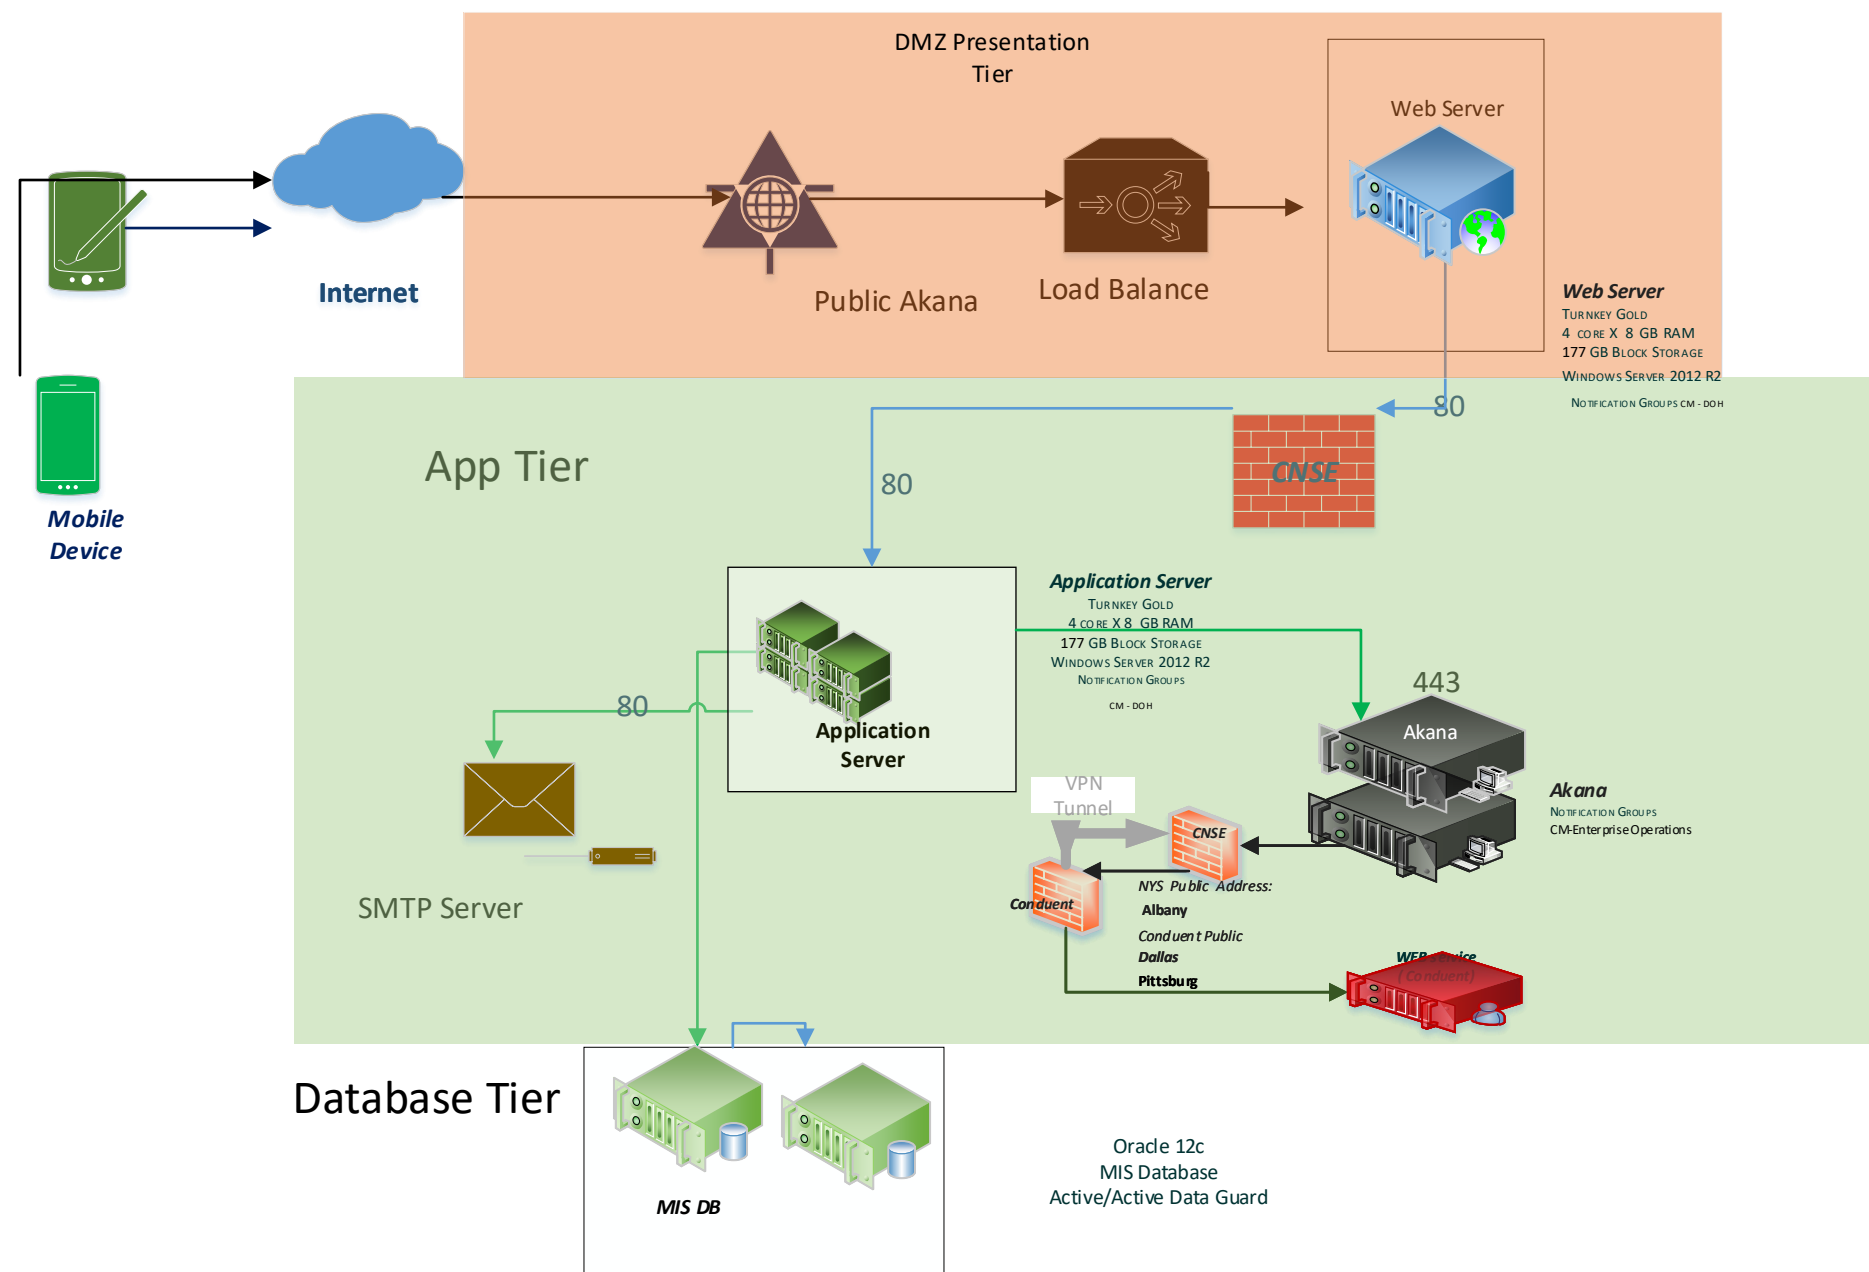 DMZ Presentation
Tier
Web Server
Internet
Public Akana
Load Balance
Web Server
TURNKEY GOLD
4 CORE X 8 GB RAM
177 GB BLOCK STORAGE
WINDOWS SERVER 2012 R2
NOTIFICATION GROUPS CM - DOH
80
App Tier
CNSE
80
Mobile
Device
Application Server
TURNKEY GOLD
4 CORE X 8 GB RAM
177 GB BLOCK STORAGE
WINDOWS SERVER 2012 R2
NOTIFICATION GROUPS
CM - DOH
443
80
Application
Server
Akana
VPN
Tunnel
Akana
NOTIFICATION GROUPS
CM-Enterprise Operations
CNSE
NYS Public Address:
Conduent
Albany
SMTP Server
Conduent Public
Dallas
Pittsburg
WEB Service
(Conduent)
Database Tier
Oracle 12c
MIS Database
Active/Active Data Guard
MIS DB